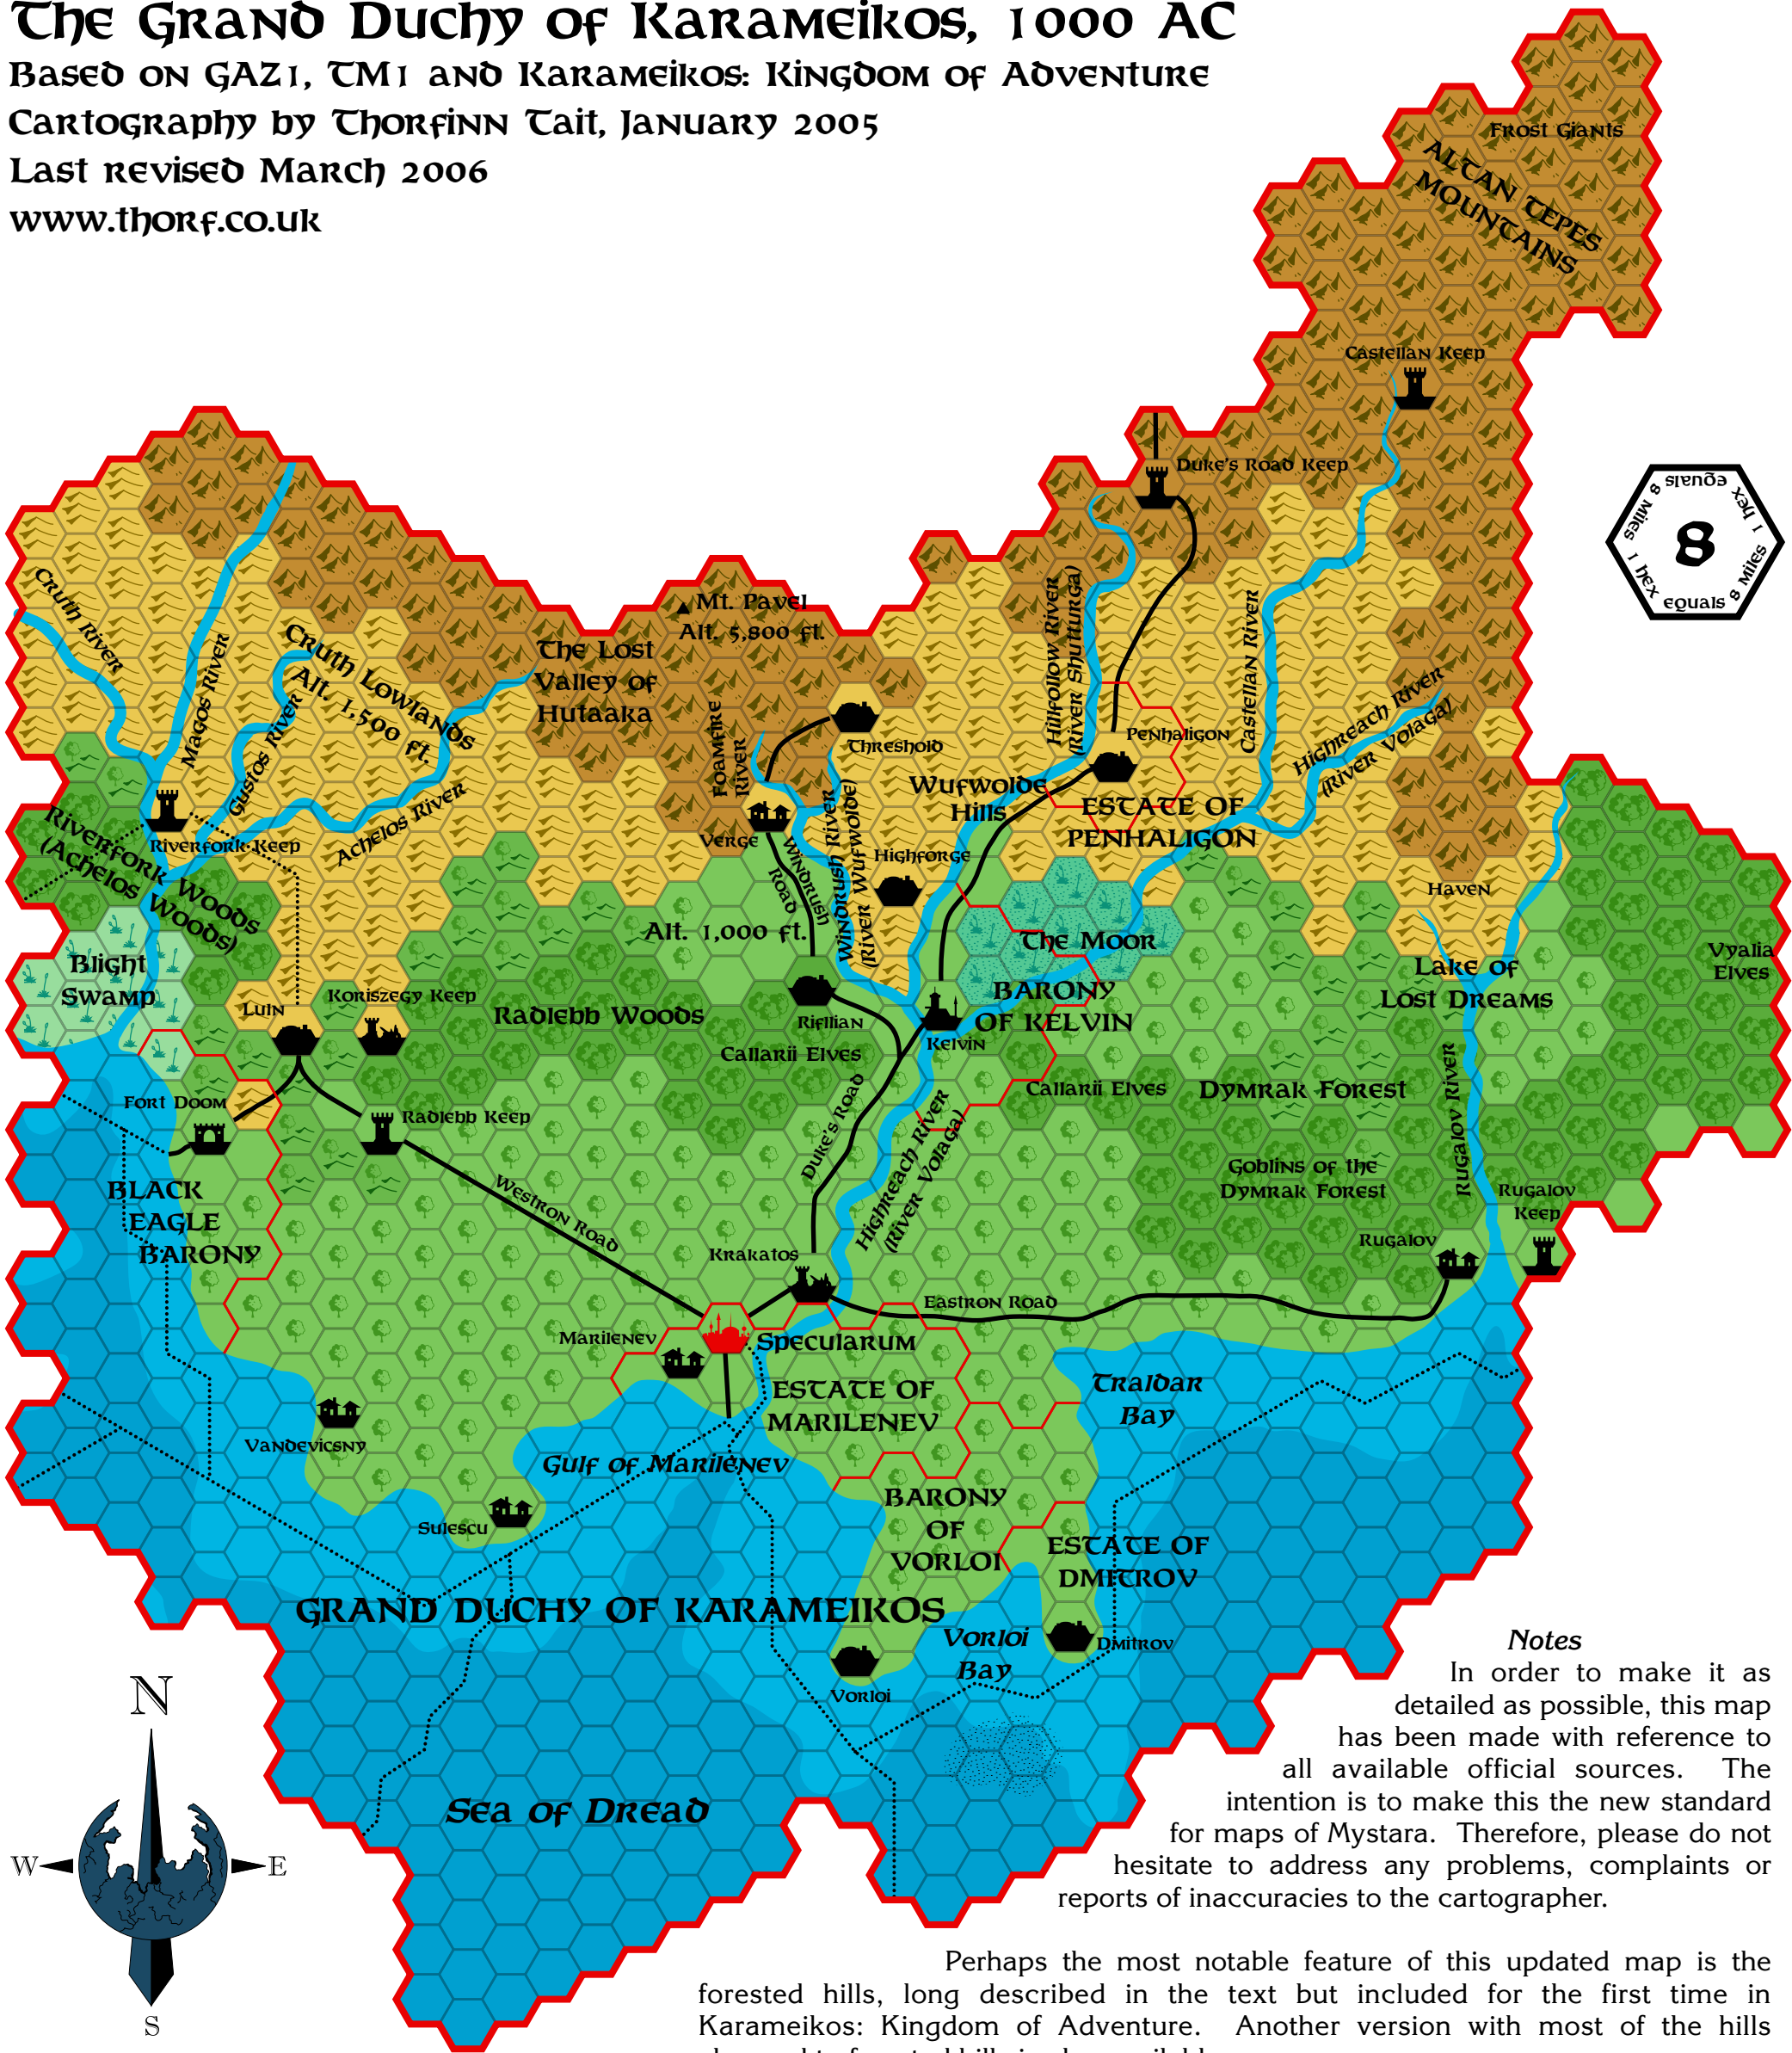 The Grand Duchy of Karameikos, 1000 AC
Based on GAZ1, TM1 and Karameikos: Kingdom of Adventure
Cartography by Thorfinn Tait, January 2005
Last revised March 2006
www.thorf.co.uk
Frost Giants
ALTAN TEPES
MOUNTAINS
Castellan Keep
Duke's Road Keep
1 hex equals 8 Miles
1 hex equals 8 Miles
8
Cruth River
Magos River
Gustos River
Cruth Lowlands
Alt. 1,500 ft.
Achelos River
The Lost
Valley of
Hutaaka
Mt. Pavel
Alt. 5,800 ft.
Foamfire
River
Threshold
Verge
Windrush
Road
Windrush River
(River Wufwolde)
Highforge
Wufwolde
Hills
Hillfollow River
(River Shutturga)
Penhaligon
ESTATE OF
PENHALIGON
Castellan River
Highreach River
(River Volaga)
Riverfork Keep
Riverfork Woods
(Achelos Woods)
Blight
Swamp
Luln
Koriszegy Keep
Radlebb Woods
Alt. 1,000 ft.
Rifllian
Callarii Elves
Kelvin
The Moor
BARONY
OF KELVIN
Haven
Lake of
Lost Dreams
Vyalia
Elves
Callarii Elves
Dymrak Forest
Rugalov River
Goblins of the
Dymrak Forest
Rugalov
Keep
Rugalov
Fort Doom
Radlebb Keep
BLACK
EAGLE
BARONY
Westron Road
Duke's Road
Highreach River
(River Volaga)
Krakatos
Eastron Road
Marilenev
Specularum
ESTATE OF
MARILENEV
Traldar
Bay
Vandevicsny
Gulf of Marilenev
Sulescu
BARONY
OF
VORLOI
ESTATE OF
DMITROV
GRAND DUCHY OF KARAMEIKOS
Vorloi
Bay
Dmitrov
Vorloi
Sea of Dread
N
W
E
S
Notes
In order to make it as
detailed as possible, this map
has been made with reference to
all available official sources. The
intention is to make this the new standard
for maps of Mystara. Therefore, please do not
hesitate to address any problems, complaints or
reports of inaccuracies to the cartographer.
Perhaps the most notable feature of this updated map is the
forested hills, long described in the text but included for the first time in
Karameikos: Kingdom of Adventure. Another version with most of the hills